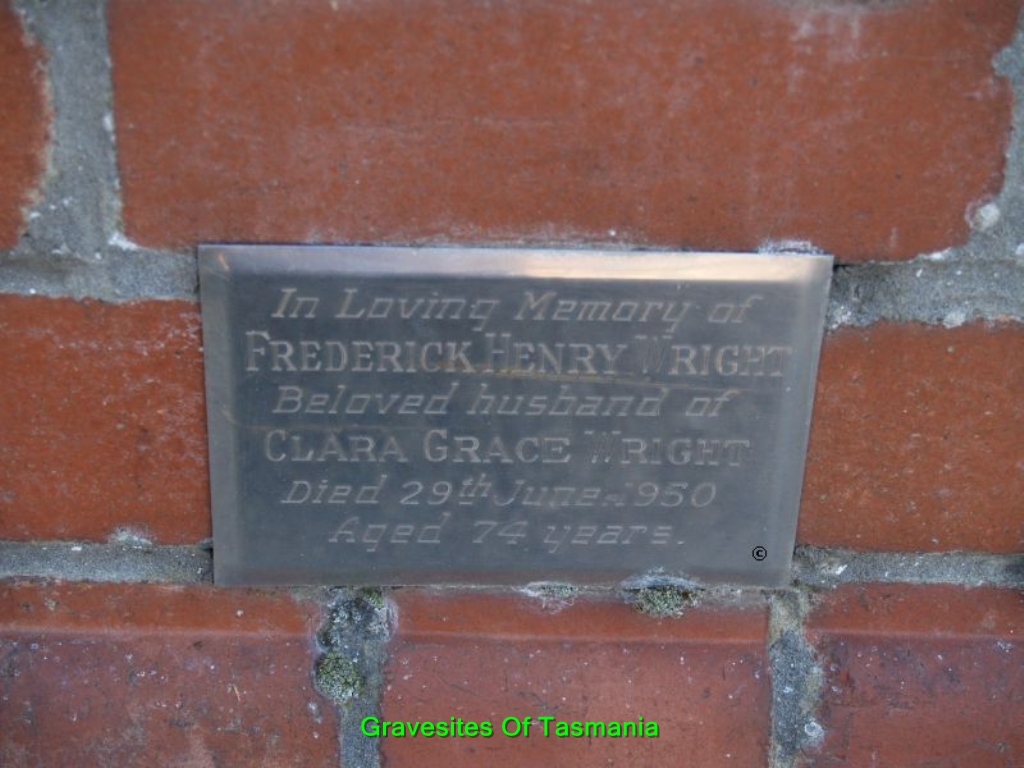 In Loving Memory of
FREDERICK HENRY WRIGHT
Beloved husband of
CLARA GRACE WRIGHT
Died 29th June 1950
Aged 74 years.
©
Gravesites Of Tasmania